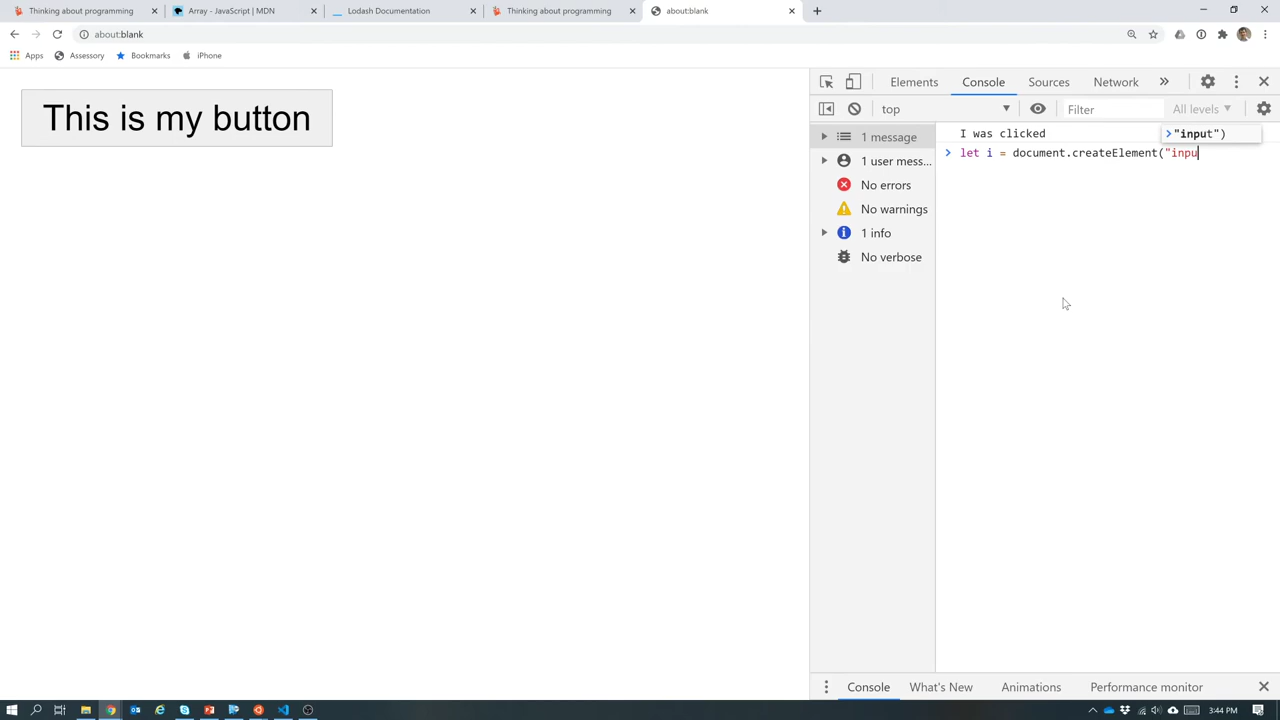 Thinking about programming
Array - JavaScript | MDN
Lodash Documentation
Thinking about programming
about:blank
about:blank
Apps
Assessory
Bookmarks
iPhone
This is my button
Elements
Console
Sources
Network
top
Filter
All levels
1 message
1 user mess...
No errors
No warnings
1 info
No verbose
I was clicked
"input")
let i = document.createElement("inpu
Console
What's New
Animations
Performance monitor
3:44 PM